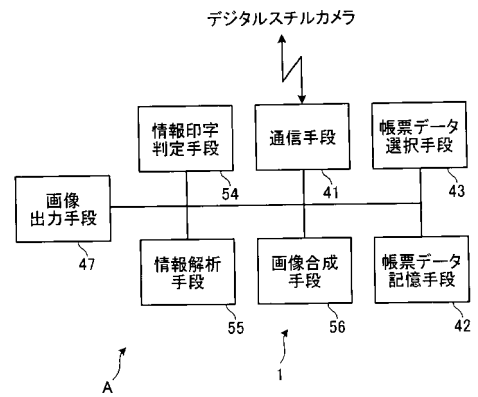 デジタルスチルカメラ
情報印字
判定手段
54
通信手段
41
帳票データ
選択手段
43
画像
出力手段
47
情報解析
手段
55
画像合成
手段
56
帳票データ
記憶手段
42
A
1